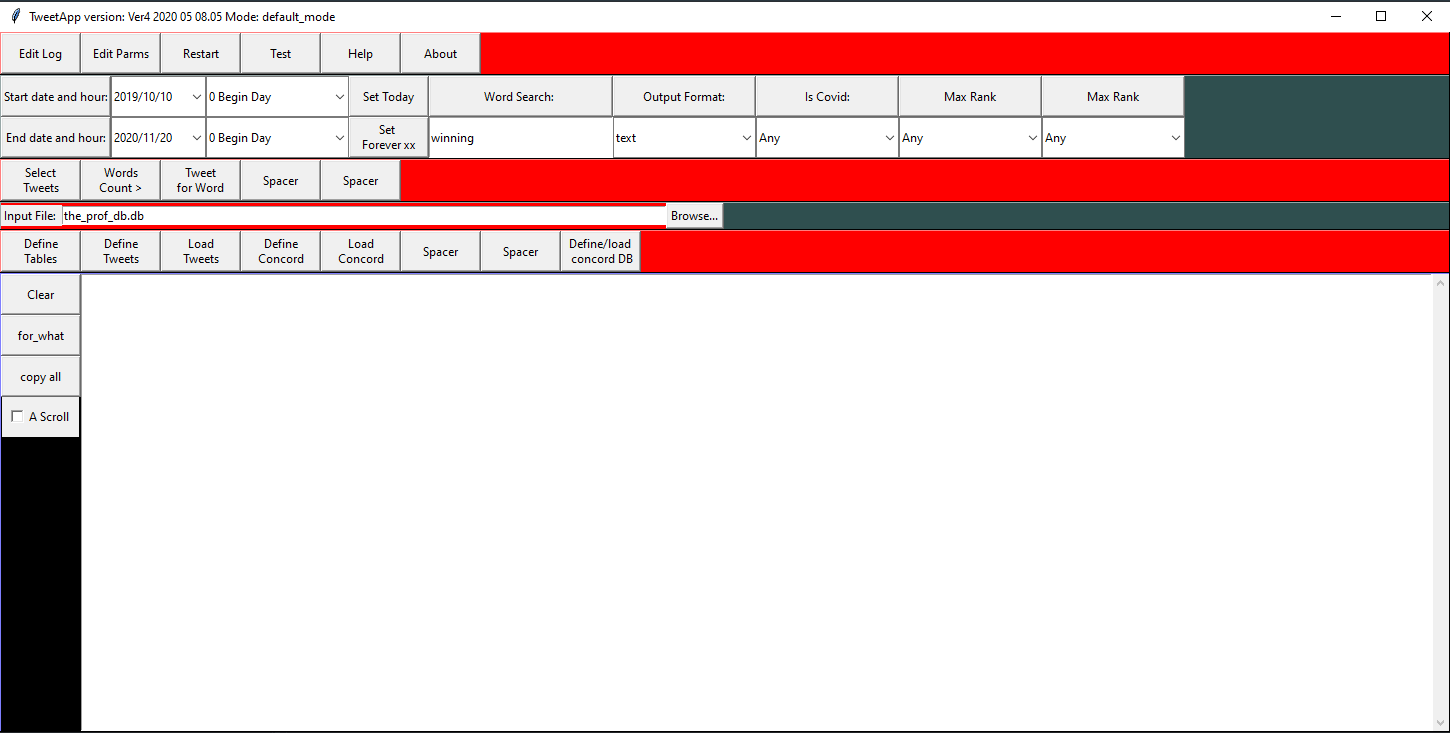 TweetApp version: Ver4 2020 05 08.05 Mode: default_mode
Edit Log Edit Parms Restart Test Help About
Start date and hour: 2019/10/10 0 Begin Day Set Today Word Search: Output Format: Is Covid: Max Rank Max Rank
End date and hour: 2020/11/20 0 Begin Day Set Forever xx winning text Any Any Any
Select Tweets Words Count > Tweet for Word Spacer Spacer
Input File: the_prof_db.db Browse...
Define Tables Define Tweets Load Tweets Define Concord Load Concord Spacer Spacer Define/load concord DB
Clear
for_what
copy all
A Scroll